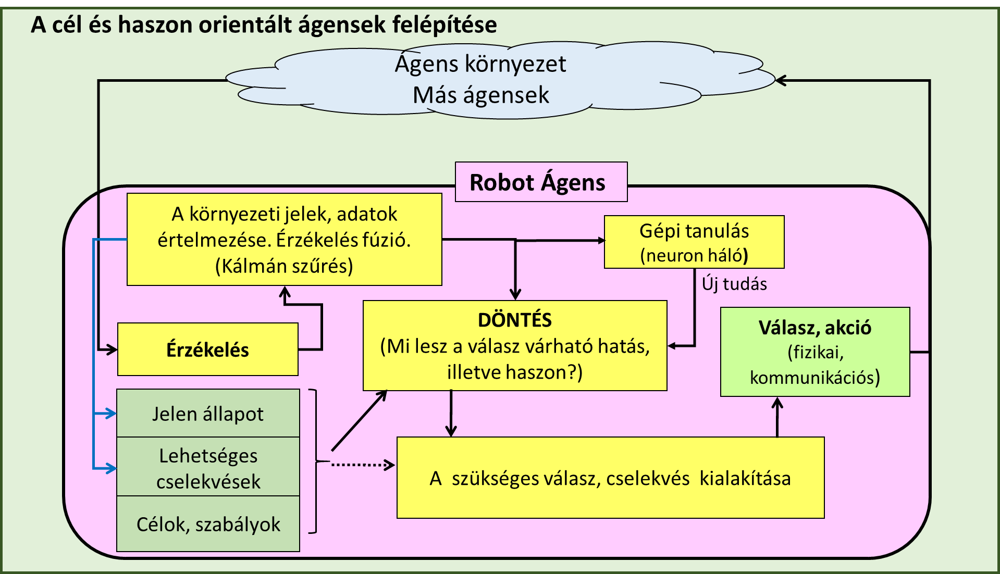 A cél és haszon orientált ágensek felépítése
Ágens környezet
Más ágensek
Robot Ágens
A környezeti jelek, adatok
értelmezése. Érzékelés fúzió.
(Kálmán szűrés)
Gépi tanulás
(neuron háló)
Új tudás
DÖNTÉS
(Mi lesz a válasz várható hatás,
illetve haszon?)
Válasz, akció
(fizikai,
kommunikációs)
Érzékelés
Jelen állapot
Lehetséges
cselekvések
Célok, szabályok
A szükséges válasz, cselekvés kialakítása